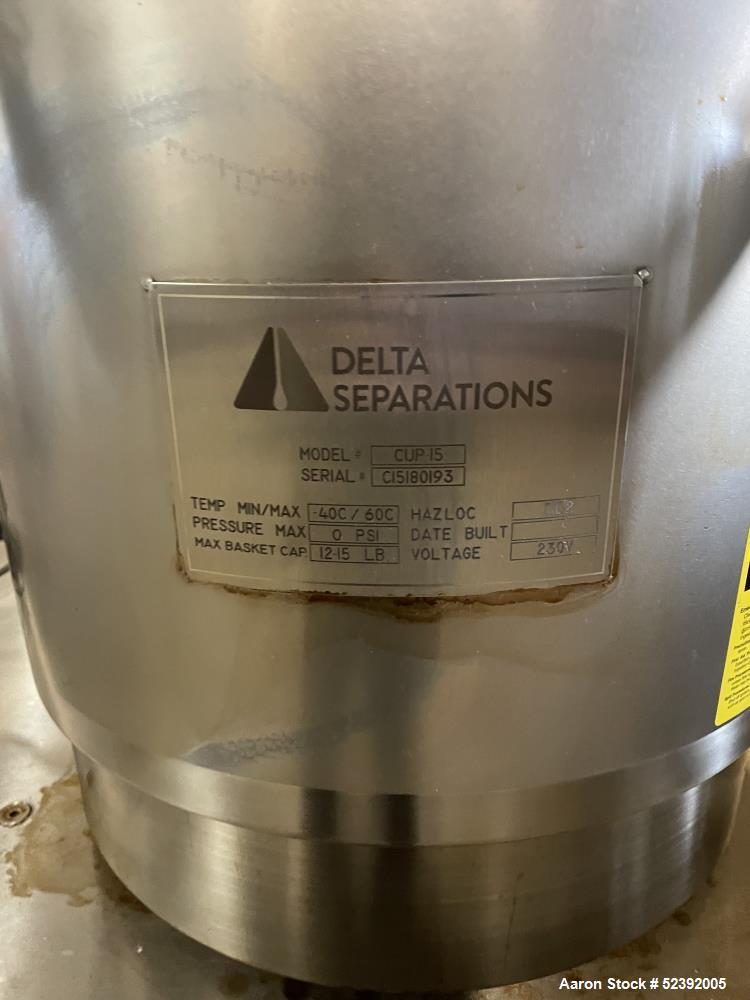 DELTA
SEPARATIONS
MODEL # CUP-15
SERIAL # C15180193
TEMP MIN/MAX -40C / 60C HAZLOC
PRESSURE MAX 0 PSI DATE BUILT
MAX BASKET CAP. 12-15 LB. VOLTAGE 230V
Aaron Stock # 52392005